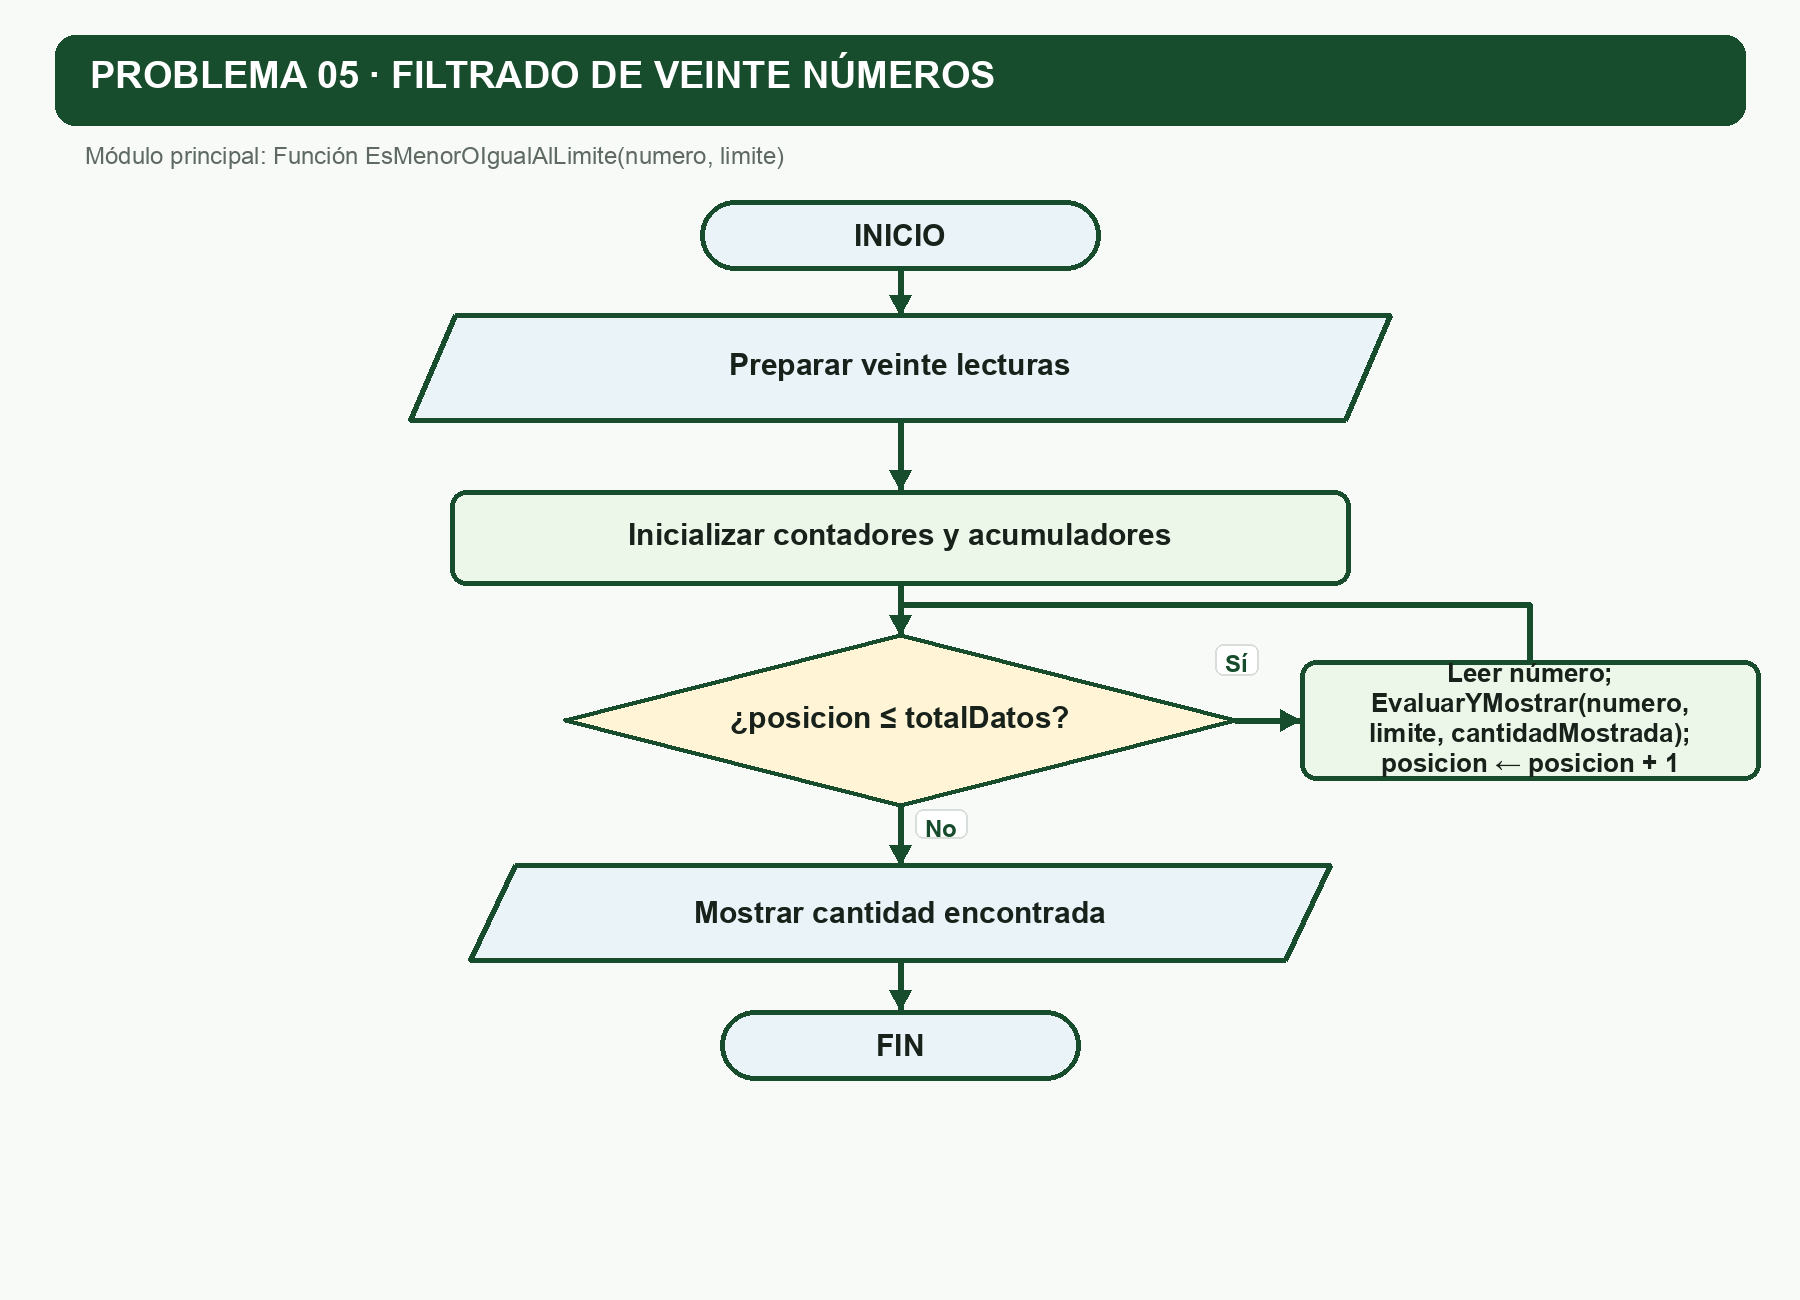 PROBLEMA 05 · FILTRADO DE VEINTE NÚMEROS
Módulo principal: Función EsMenorOIgualAlLimite(numero, limite)
INICIO
Preparar veinte lecturas
Inicializar contadores y acumuladores
¿posicion ≤ totalDatos?
Sí
Leer número;
EvaluarYMostrar(numero,
limite, cantidadMostrada);
posicion ← posicion + 1
No
Mostrar cantidad encontrada
FIN